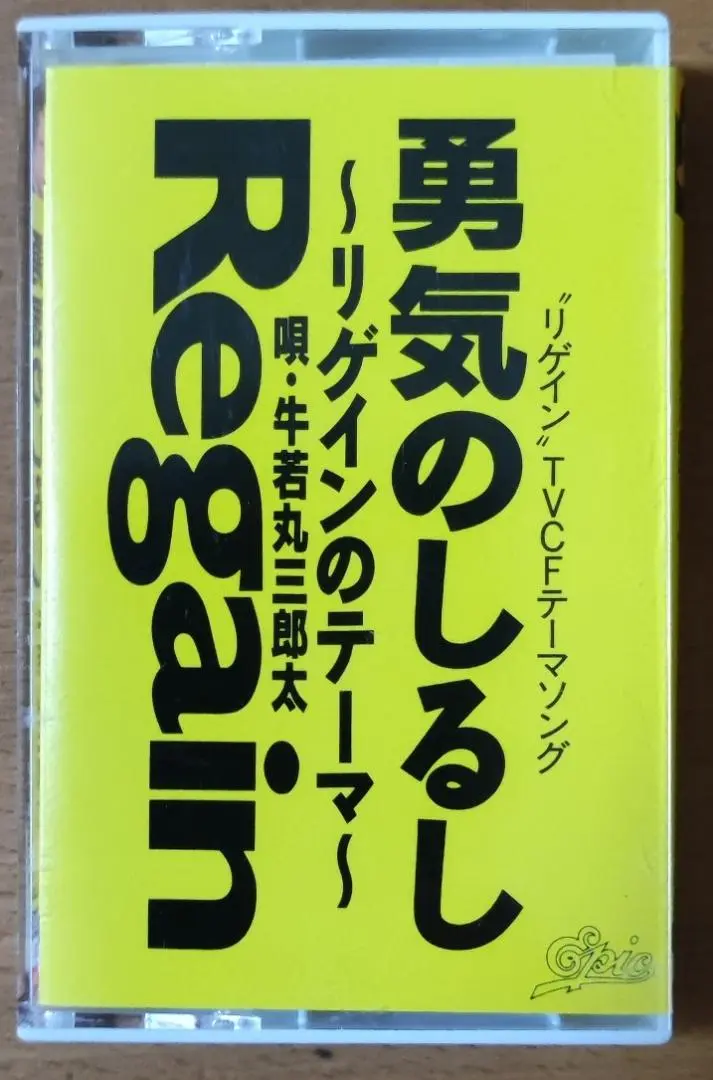 〝リゲイン〟TVCFテーマソング
勇気のしるし
〜リゲインのテーマ〜
唄・牛若丸三郎太
Regain
Epic